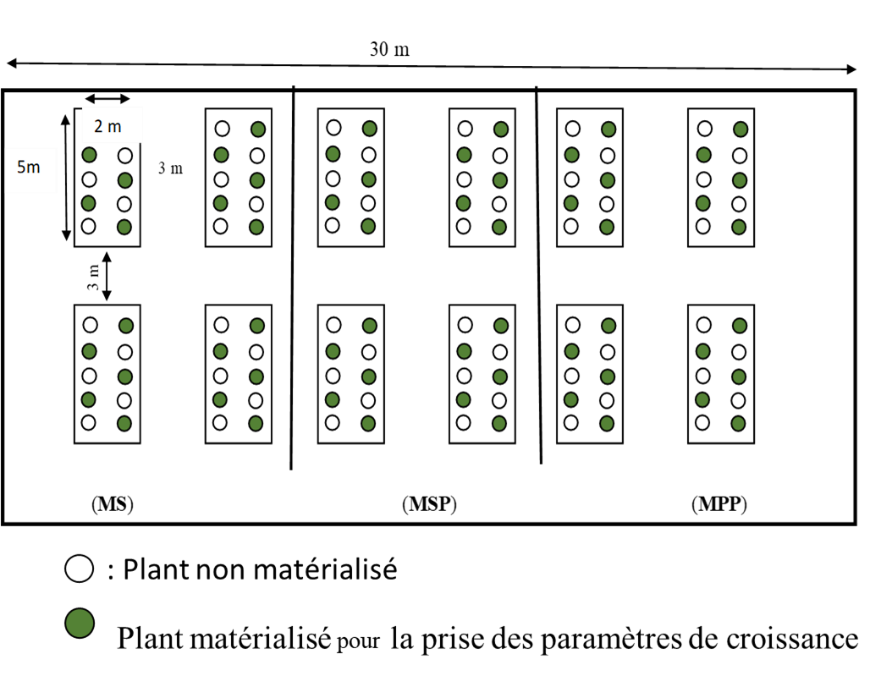 30 m
2 m
5m
3 m
3 m
(MS)
(MSP)
(MPP)
: Plant non matérialisé
Plant matérialisé pour la prise des paramètres de croissance